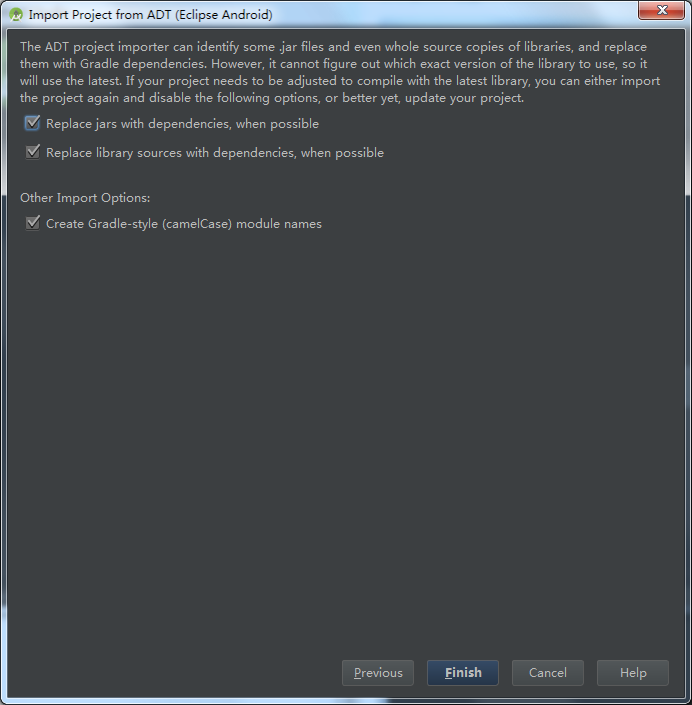 Import Project from ADT (Eclipse Android)
The ADT project importer can identify some .jar files and even whole source copies of libraries, and replace
them with Gradle dependencies. However, it cannot figure out which exact version of the library to use, so it
will use the latest. If your project needs to be adjusted to compile with the latest library, you can either import
the project again and disable the following options, or better yet, update your project.
Replace jars with dependencies, when possible
Replace library sources with dependencies, when possible
Other Import Options:
Create Gradle-style (camelCase) module names
Previous Finish Cancel Help